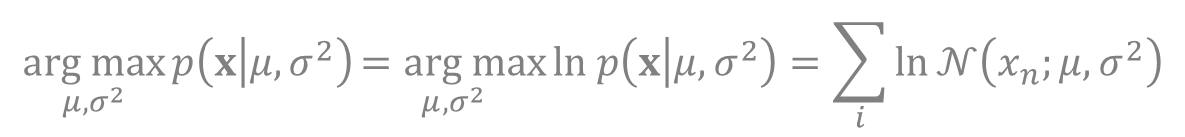 arg max p(𝐱|μ, σ²) = arg max ln p(𝐱|μ, σ²) = ∑ ln 𝒩(xₙ; μ, σ²)
μ,σ² μ,σ² i